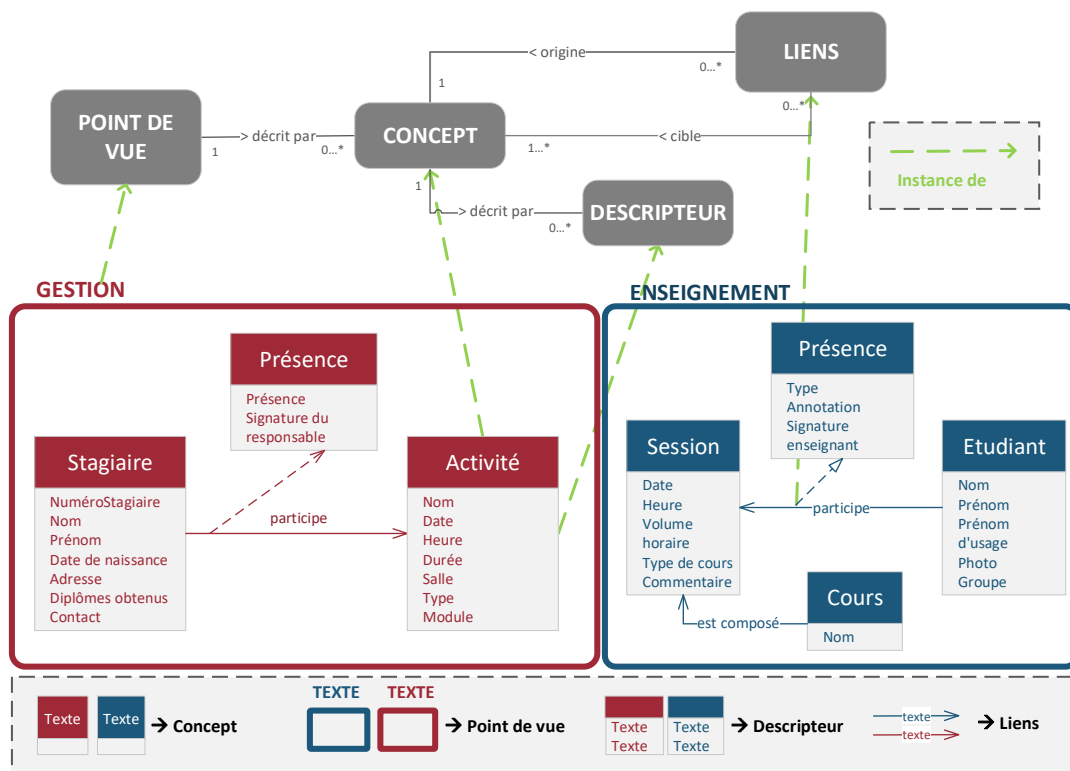 LIENS
< origine
0...*
1
POINT DE
VUE
> décrit par
1
0...*
CONCEPT
0...*
1...*
< cible
1
> décrit par
0...*
DESCRIPTEUR
Instance de
GESTION
Présence
Présence
Signature du
responsable
Stagiaire
NuméroStagiaire
Nom
Prénom
Date de naissance
Adresse
Diplômes obtenus
Contact
participe
Activité
Nom
Date
Heure
Durée
Salle
Type
Module
ENSEIGNEMENT
Présence
Type
Annotation
Signature
enseignant
Session
Date
Heure
Volume
horaire
Type de cours
Commentaire
participe
Etudiant
Nom
Prénom
Prénom
d'usage
Photo
Groupe
est composé
Cours
Nom
Texte
Texte
→ Concept
TEXTE
TEXTE
→ Point de vue
Texte
Texte
Texte
Texte
→ Descripteur
texte
texte
→ Liens